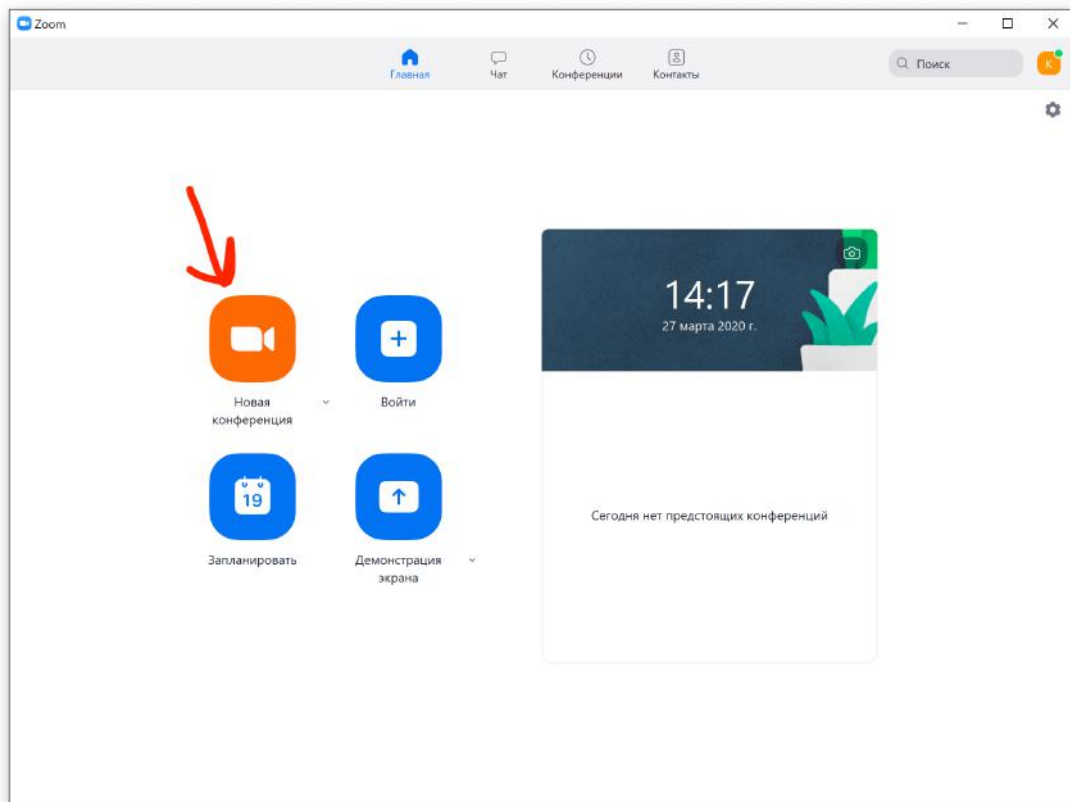 Zoom
Главная
Чат
Конференции
Контакты
Поиск
К
14:17
27 марта 2020 г.
Новая
конференция
Войти
19
Запланировать
Демонстрация
экрана
Сегодня нет предстоящих конференций